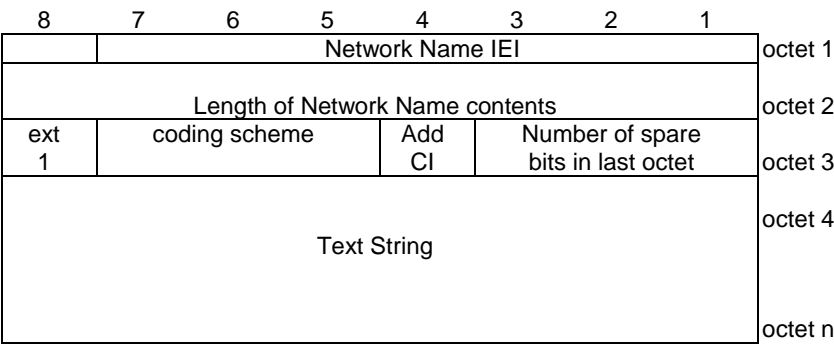 8 7 6 5 4 3 2 1
Network Name IEI octet 1
Length of Network Name contents octet 2
ext coding scheme Add Number of spare
1 CI bits in last octet octet 3
octet 4
Text String
octet n